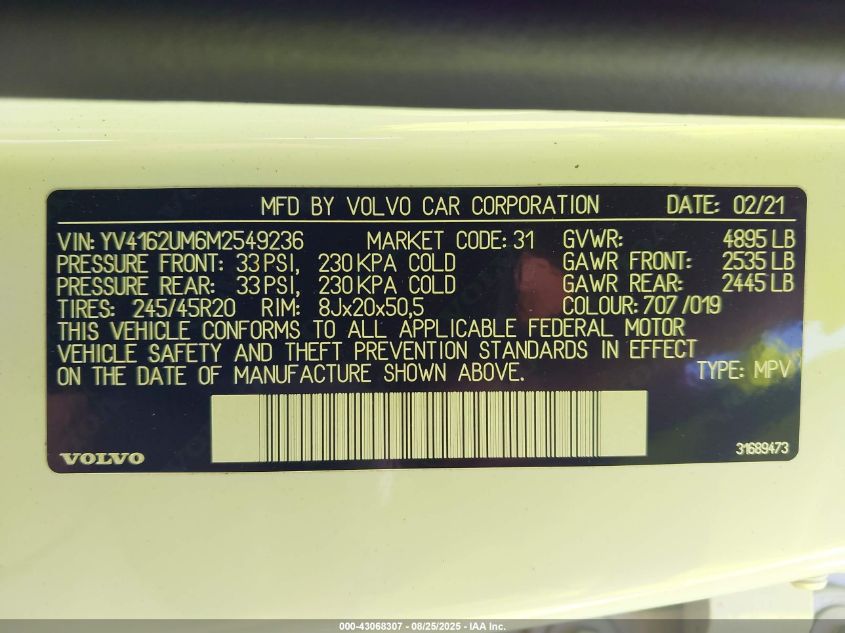 MFD BY VOLVO CAR CORPORATION DATE: 02/21
VIN: YV4162UM6M2549236 MARKET CODE: 31 GVWR: 4895 LB
PRESSURE FRONT: 33 PSI, 230 KPA COLD GAWR FRONT: 2535 LB
PRESSURE REAR: 33 PSI, 230 KPA COLD GAWR REAR: 2445 LB
TIRES: 245/45R20 RIM: 8Jx20x50,5 COLOUR: 707 /019
THIS VEHICLE CONFORMS TO ALL APPLICABLE FEDERAL MOTOR
VEHICLE SAFETY AND THEFT PREVENTION STANDARDS IN EFFECT
ON THE DATE OF MANUFACTURE SHOWN ABOVE. TYPE: MPV
VOLVO 31689473
000-43068307 - 08/25/2025 - IAA Inc.